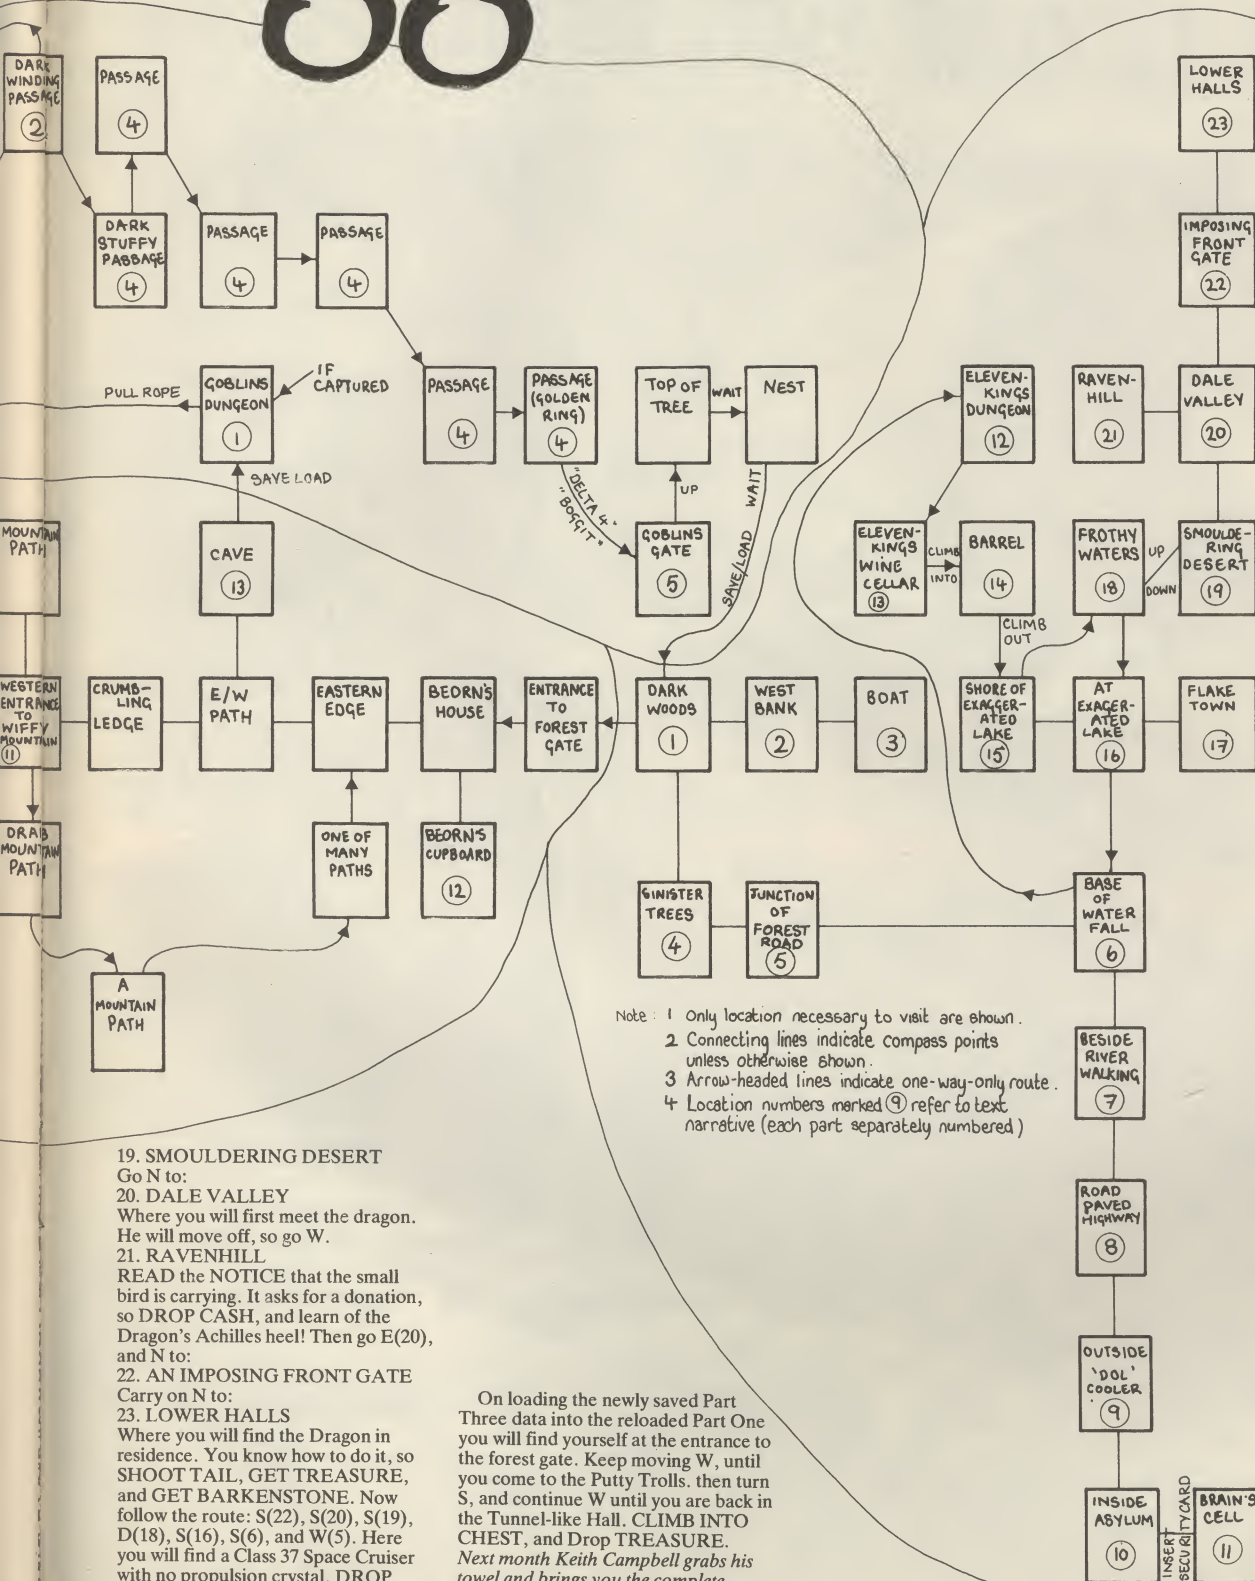 DARK
WINDING
PASSAGE
2
PASSAGE
4
LOWER
HALLS
23
DARK
STUFFY
PASSAGE
4
PASSAGE
4
PASSAGE
4
IMPOSING
FRONT
GATE
22
PULL ROPE
GOBLINS
DUNGEON
1
IF
CAPTURED
SAVE LOAD
PASSAGE
4
PASSAGE
(GOLDEN
RING)
4
"DELTA 4"
"BOGGIT"
TOP OF
TREE
WAIT
NEST
UP
WAIT
SAVE/LOAD
GOBLINS
GATE
5
ELEVEN-
KINGS
DUNGEON
12
RAVEN-
HILL
21
DALE
VALLEY
20
MOUNTAIN
PATH
CAVE
13
ELEVEN-
KINGS
WINE
CELLAR
13
CLIMB
INTO
BARREL
14
CLIMB
OUT
FROTHY
WATERS
18
UP
DOWN
SMOULDE-
RING
DESERT
19
WESTERN
ENTRANCE
TO
WIFFY
MOUNTAIN
11
CRUMB-
LING
LEDGE
E/W
PATH
EASTERN
EDGE
BEORN'S
HOUSE
ENTRANCE
TO
FOREST
GATE
DARK
WOODS
1
WEST
BANK
2
BOAT
3
SHORE OF
EXAGGER-
ATED
LAKE
15
AT
EXAGER-
ATED
LAKE
16
FLAKE
TOWN
17
DRAB
MOUNTAIN
PATH
ONE OF
MANY
PATHS
BEORN'S
CUPBOARD
12
SINISTER
TREES
4
JUNCTION
OF
FOREST
ROAD
5
BASE
OF
WATER
FALL
6
A
MOUNTAIN
PATH
Note : 1 Only location necessary to visit are shown.
2 Connecting lines indicate compass points
unless otherwise shown.
3 Arrow-headed lines indicate one-way-only route.
4 Location numbers marked 9 refer to text
narrative (each part separately numbered)
BESIDE
RIVER
WALKING
7
ROAD
PAVED
HIGHWAY
8
OUTSIDE
'DOL'
COOLER
9
INSIDE
ASYLUM
10
INSERT
SECURITY CARD
BRAIN'S
CELL
11
19. SMOULDERING DESERT
Go N to:
20. DALE VALLEY
Where you will first meet the dragon.
He will move off, so go W.
21. RAVENHILL
READ the NOTICE that the small
bird is carrying. It asks for a donation,
so DROP CASH, and learn of the
Dragon's Achilles heel! Then go E(20),
and N to:
22. AN IMPOSING FRONT GATE
Carry on N to:
23. LOWER HALLS
Where you will find the Dragon in
residence. You know how to do it, so
SHOOT TAIL, GET TREASURE,
and GET BARKENSTONE. Now
follow the route: S(22), S(20), S(19),
D(18), S(16), S(6), and W(5). Here
you will find a Class 37 Space Cruiser
with no propulsion crystal. DROP
On loading the newly saved Part
Three data into the reloaded Part One
you will find yourself at the entrance to
the forest gate. Keep moving W, until
you come to the Putty Trolls. then turn
S, and continue W until you are back in
the Tunnel-like Hall. CLIMB INTO
CHEST, and Drop TREASURE.
Next month Keith Campbell grabs his
towel and brings you the complete